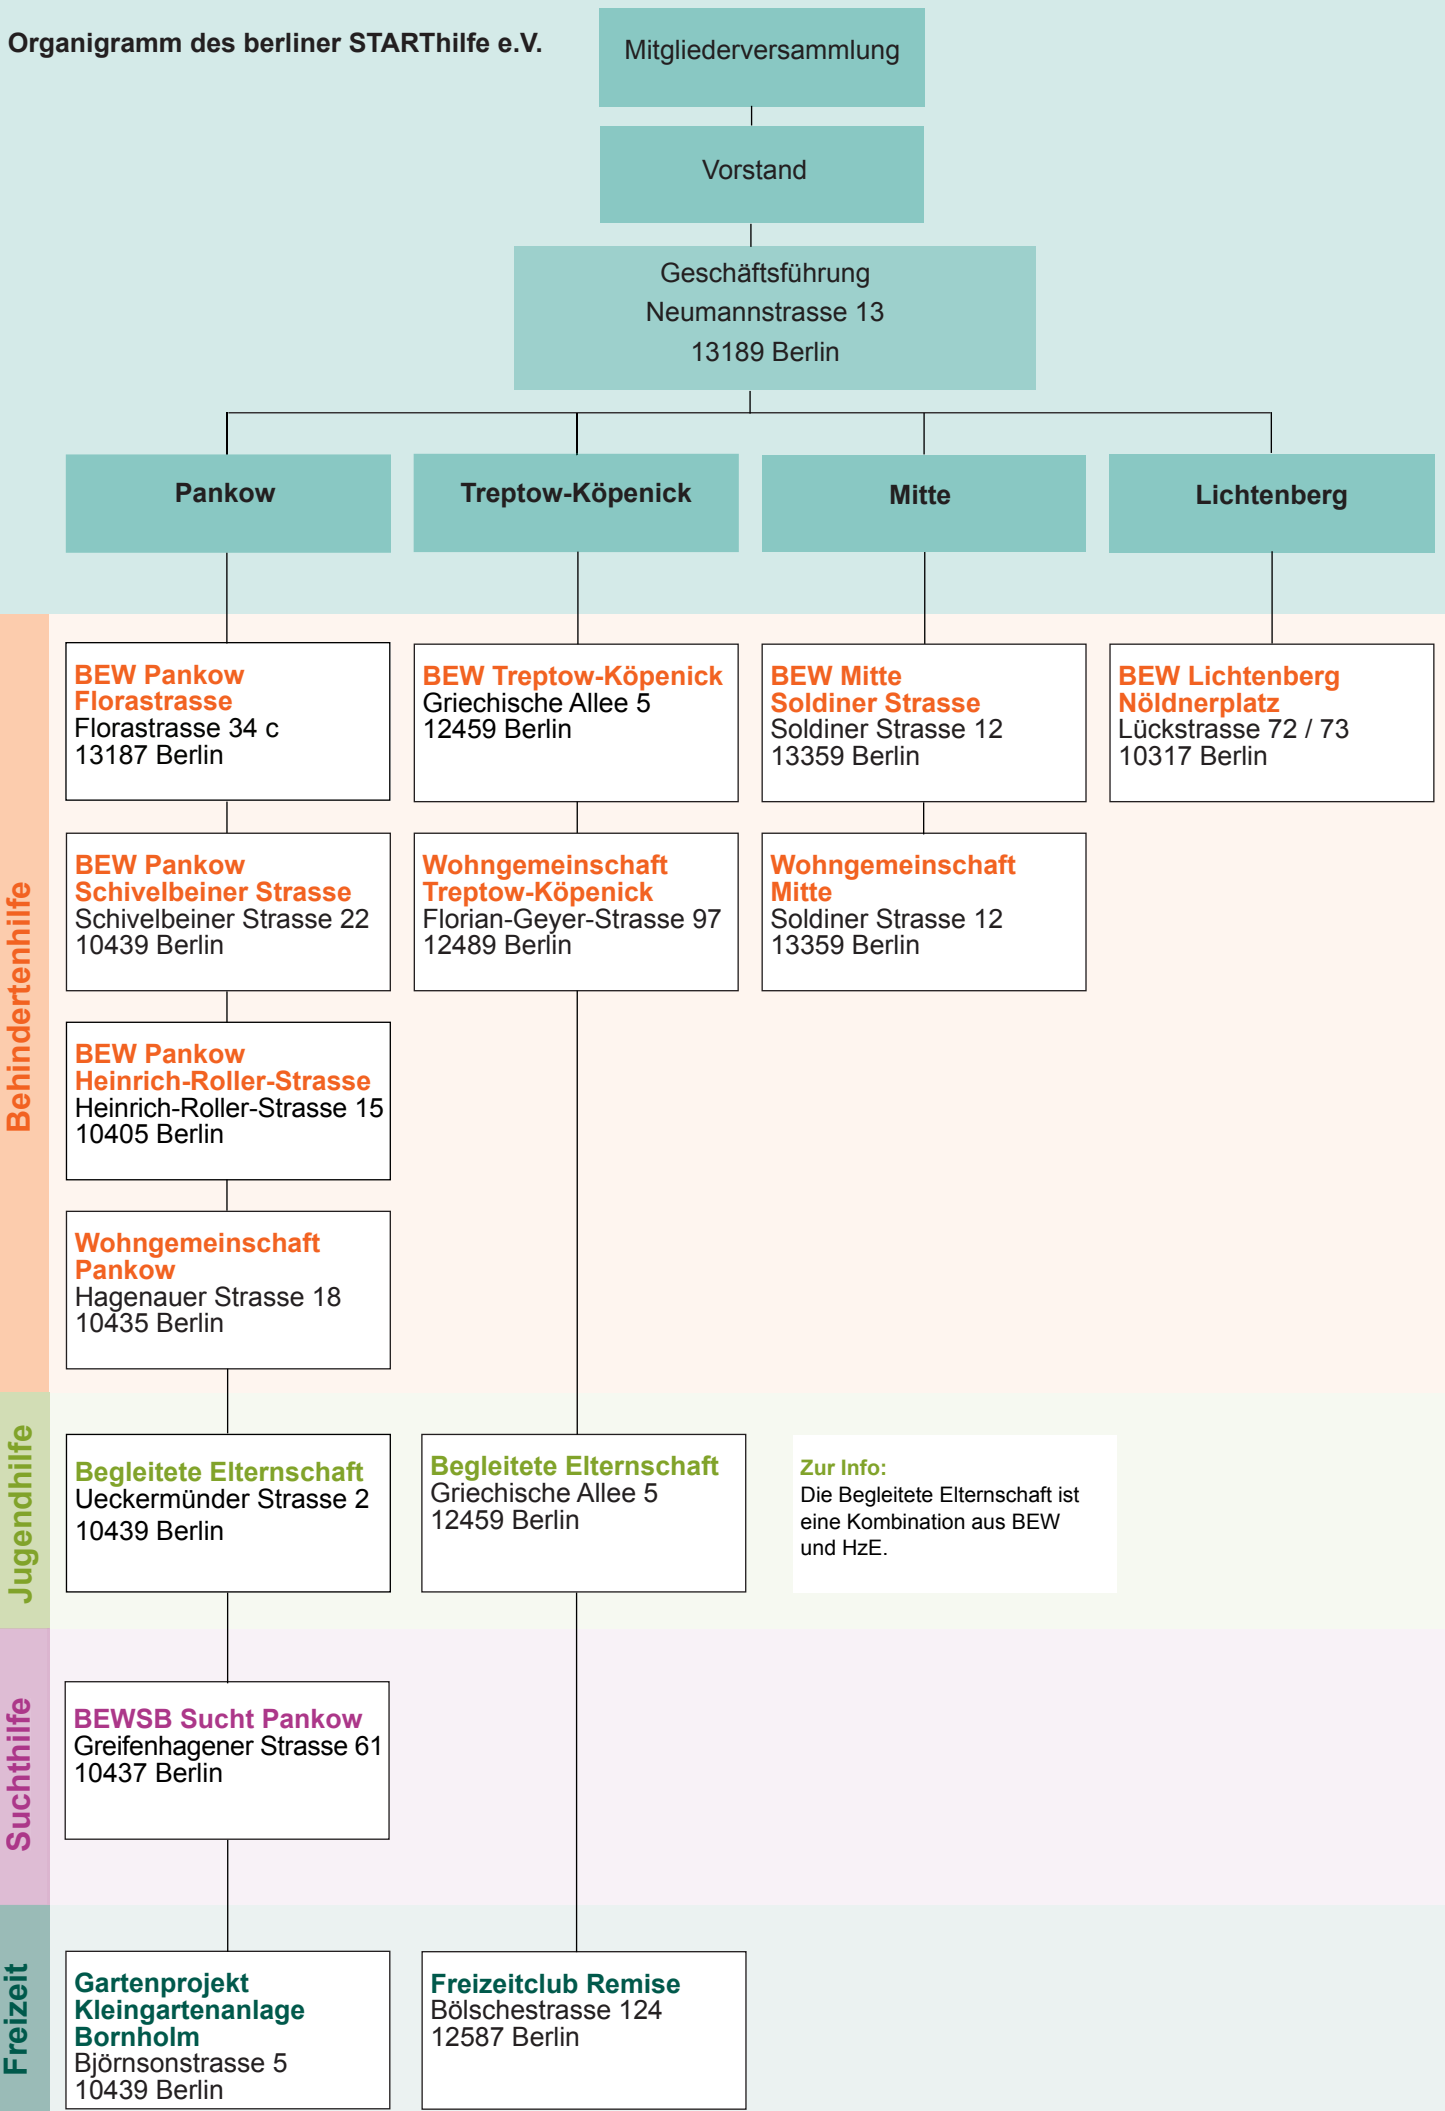 Organigramm des berliner STARThilfe e.V.
Mitgliederversammlung
Vorstand
Geschäftsführung
Neumannstrasse 13
13189 Berlin
Pankow
Treptow-Köpenick
Mitte
Lichtenberg
Behindertenhilfe
BEW Pankow
Florastrasse
Florastrasse 34 c
13187 Berlin
BEW Treptow-Köpenick
Griechische Allee 5
12459 Berlin
BEW Mitte
Soldiner Strasse
Soldiner Strasse 12
13359 Berlin
BEW Lichtenberg
Nöldnerplatz
Lückstrasse 72 / 73
10317 Berlin
BEW Pankow
Schivelbeiner Strasse
Schivelbeiner Strasse 22
10439 Berlin
Wohngemeinschaft
Treptow-Köpenick
Florian-Geyer-Strasse 97
12489 Berlin
Wohngemeinschaft
Mitte
Soldiner Strasse 12
13359 Berlin
BEW Pankow
Heinrich-Roller-Strasse
Heinrich-Roller-Strasse 15
10405 Berlin
Wohngemeinschaft
Pankow
Hagenauer Strasse 18
10435 Berlin
Jugendhilfe
Begleitete Elternschaft
Ueckermünder Strasse 2
10439 Berlin
Begleitete Elternschaft
Griechische Allee 5
12459 Berlin
Zur Info:
Die Begleitete Elternschaft ist
eine Kombination aus BEW
und HzE.
Suchthilfe
BEWSB Sucht Pankow
Greifenhagener Strasse 61
10437 Berlin
Freizeit
Gartenprojekt
Kleingartenanlage
Bornholm
Björnsonstrasse 5
10439 Berlin
Freizeitclub Remise
Bölschestrasse 124
12587 Berlin